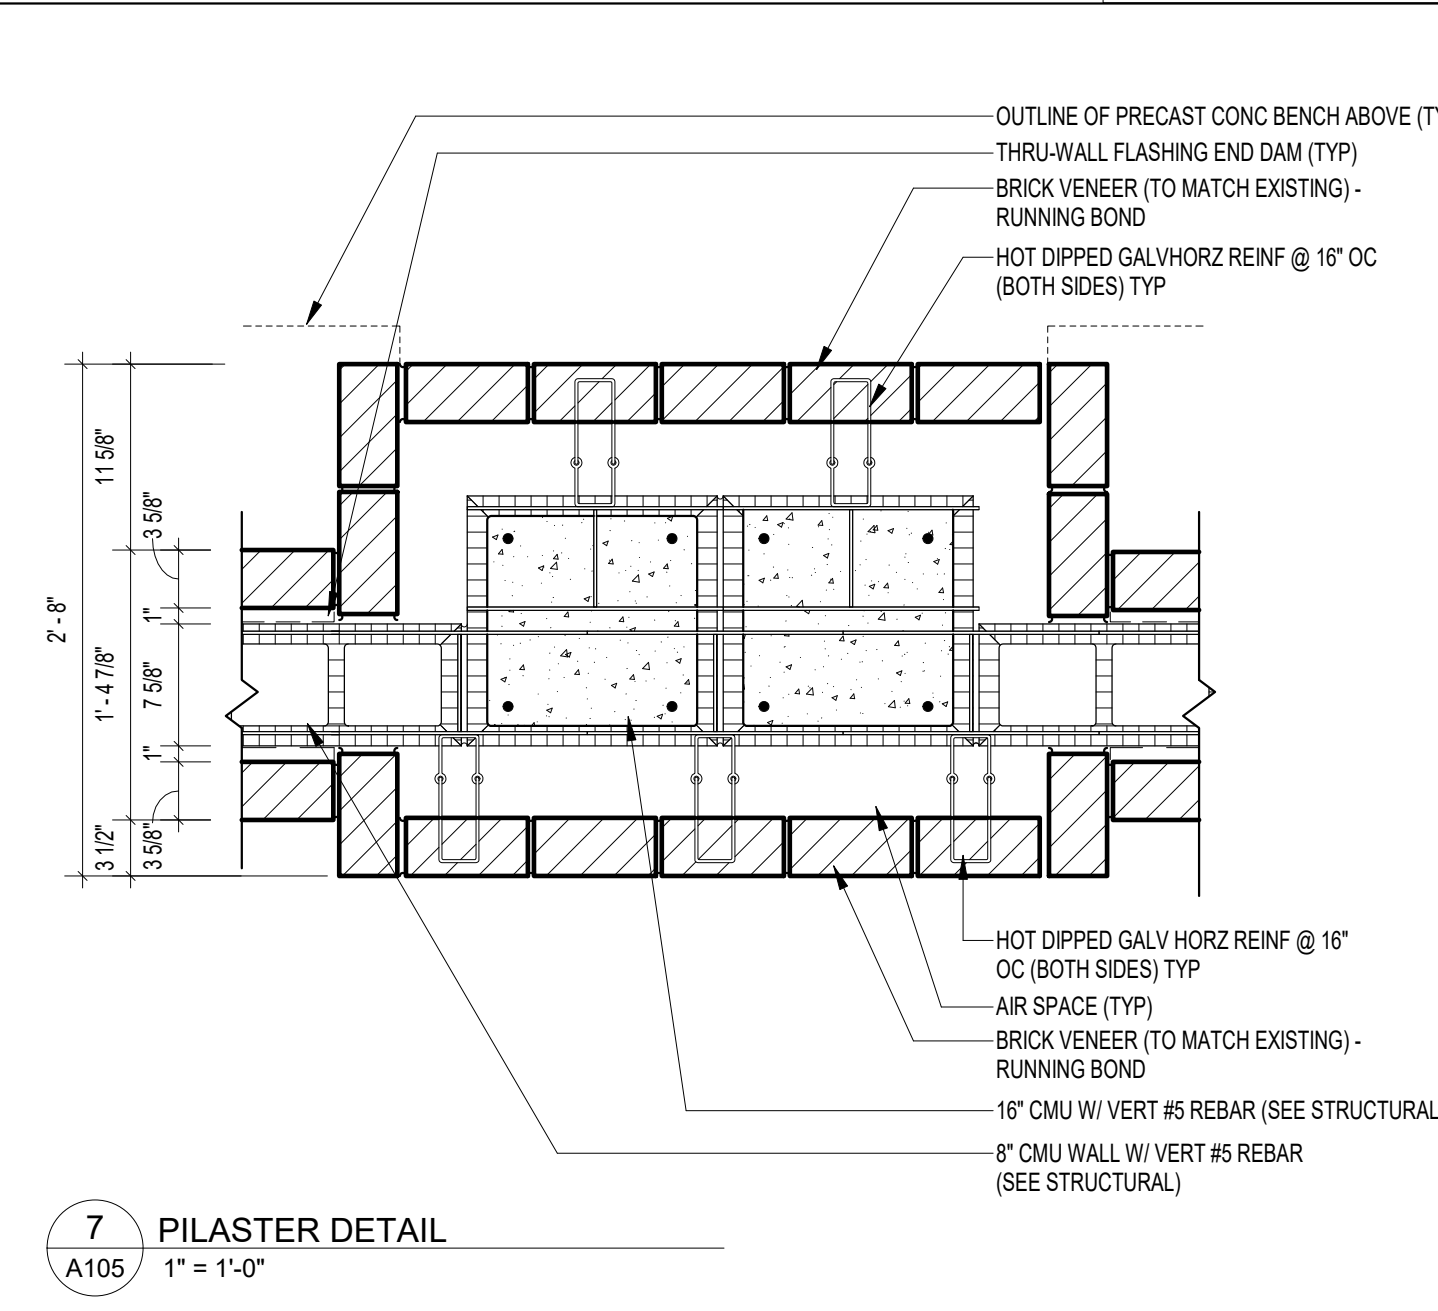 OUTLINE OF PRECAST CONC BENCH ABOVE
THRU-WALL FLASHING END DAM (TYP)
BRICK VENEER (TO MATCH EXISTING) -
RUNNING BOND
HOT DIPPED GALVHORZ REINF @ 16" OC
(BOTH SIDES) TYP
2' - 8"
11 5/8"
1' - 4 7/8"
3 1/2"
3 5/8"
1"
7 5/8"
1"
3 5/8"
HOT DIPPED GALV HORZ REINF @ 16"
OC (BOTH SIDES) TYP
AIR SPACE (TYP)
BRICK VENEER (TO MATCH EXISTING) -
RUNNING BOND
16" CMU W/ VERT #5 REBAR (SEE STRUCTURAL
8" CMU WALL W/ VERT #5 REBAR
(SEE STRUCTURAL)
7
PILASTER DETAIL
A105
1" = 1'-0"